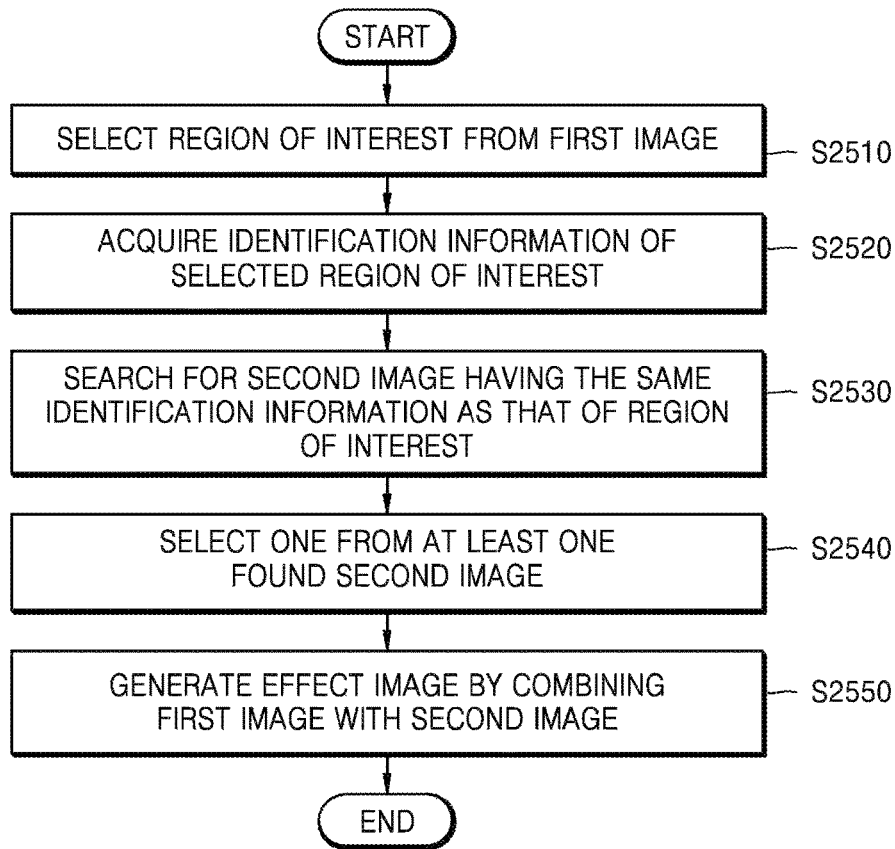 START
SELECT REGION OF INTEREST FROM FIRST IMAGE
S2510
ACQUIRE IDENTIFICATION INFORMATION OF
SELECTED REGION OF INTEREST
S2520
SEARCH FOR SECOND IMAGE HAVING THE SAME
IDENTIFICATION INFORMATION AS THAT OF REGION
OF INTEREST
S2530
SELECT ONE FROM AT LEAST ONE
FOUND SECOND IMAGE
S2540
GENERATE EFFECT IMAGE BY COMBINING
FIRST IMAGE WITH SECOND IMAGE
S2550
END